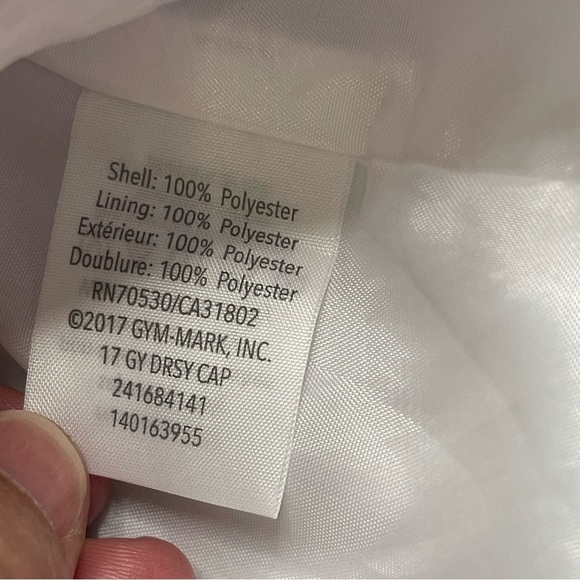 Shell: 100% Polyester
Lining: 100% Polyester
Extérieur: 100% Polyester
Doublure: 100% Polyester
RN70530/CA31802
©2017 GYM-MARK, INC.
17 GY DRSY CAP
241684141
140163955